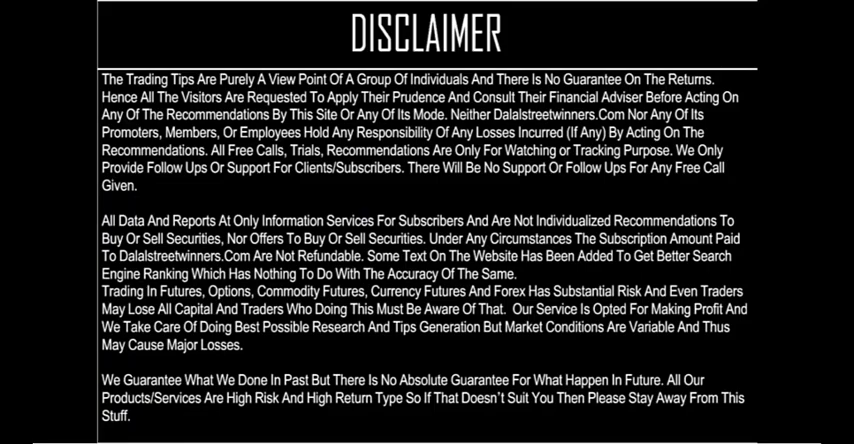 DISCLAIMER
The Trading Tips Are Purely A View Point Of A Group Of Individuals And There Is No Guarantee On The Returns.
Hence All The Visitors Are Requested To Apply Their Prudence And Consult Their Financial Adviser Before Acting On
Any Of The Recommendations By This Site Or Any Of Its Mode. Neither Dalalstreetwinners.Com Nor Any Of Its
Promoters, Members, Or Employees Hold Any Responsibility Of Any Losses Incurred (If Any) By Acting On The
Recommendations. All Free Calls, Trials, Recommendations Are Only For Watching or Tracking Purpose. We Only
Provide Follow Ups Or Support For Clients/Subscribers. There Will Be No Support Or Follow Ups For Any Free Call
Given.
All Data And Reports At Only Information Services For Subscribers And Are Not Individualized Recommendations To
Buy Or Sell Securities, Nor Offers To Buy Or Sell Securities. Under Any Circumstances The Subscription Amount Paid
To Dalalstreetwinners.Com Are Not Refundable. Some Text On The Website Has Been Added To Get Better Search
Engine Ranking Which Has Nothing To Do With The Accuracy Of The Same.
Trading In Futures, Options, Commodity Futures, Currency Futures And Forex Has Substantial Risk And Even Traders
May Lose All Capital And Traders Who Doing This Must Be Aware Of That. Our Service Is Opted For Making Profit And
We Take Care Of Doing Best Possible Research And Tips Generation But Market Conditions Are Variable And Thus
May Cause Major Losses.
We Guarantee What We Done In Past But There Is No Absolute Guarantee For What Happen In Future. All Our
Products/Services Are High Risk And High Return Type So If That Doesn't Suit You Then Please Stay Away From This
Stuff.